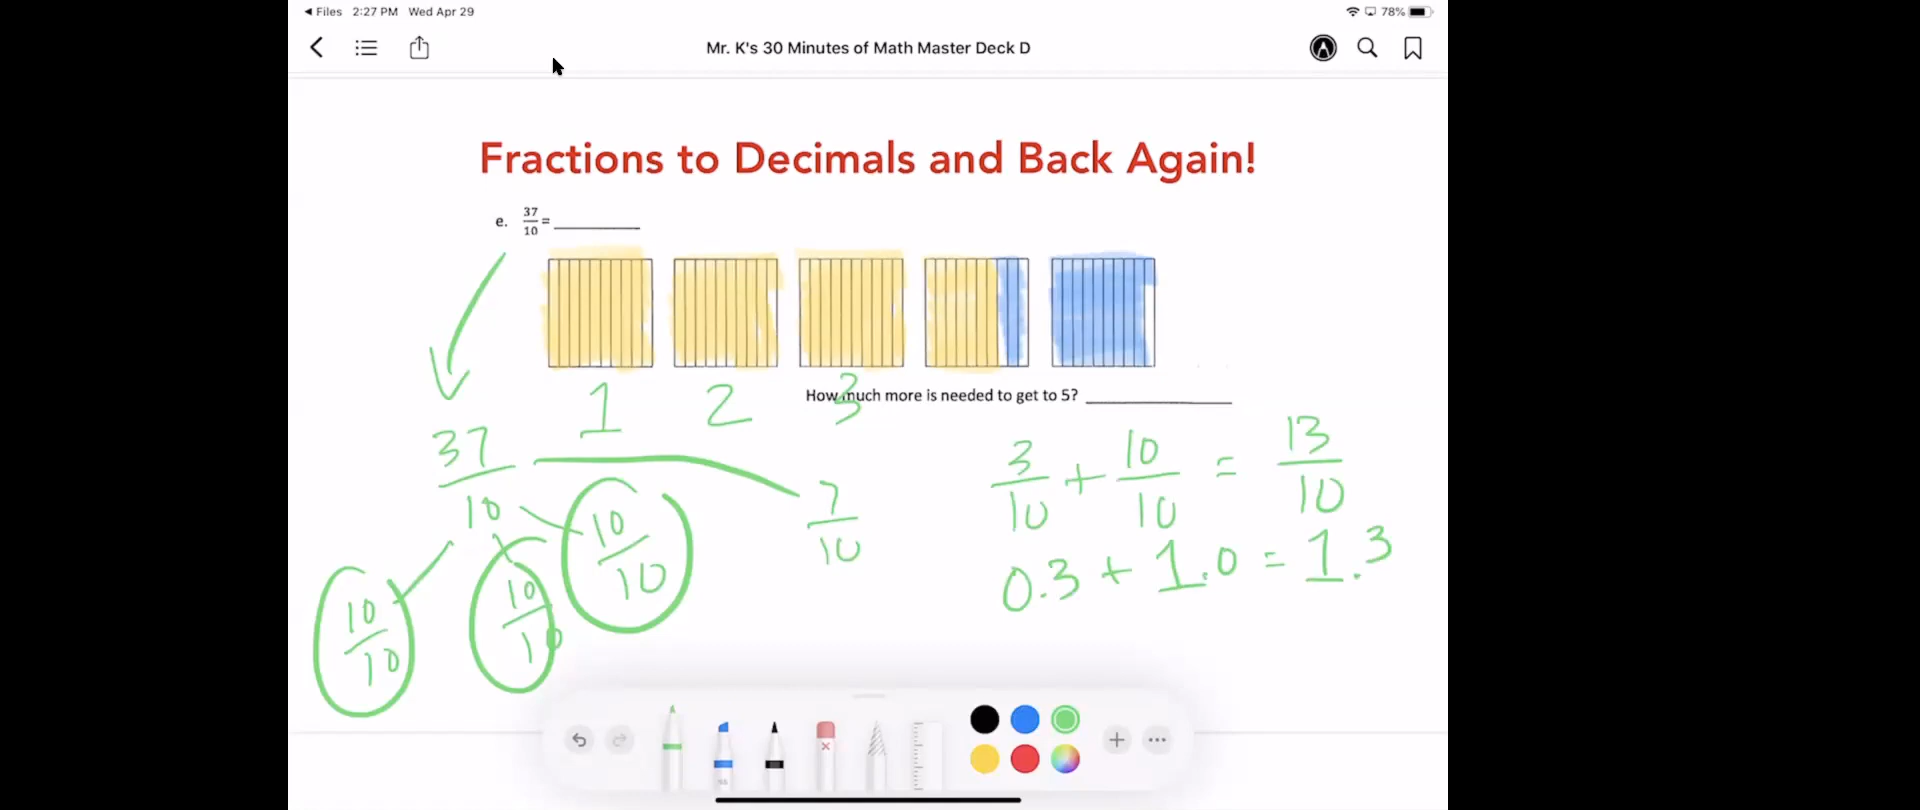 Files 2:27 PM Wed Apr 29 78%
Mr. K's 30 Minutes of Math Master Deck D
Fractions to Decimals and Back Again!
e. 37/10 = ________
1 2 3
How much more is needed to get to 5? ________
37/10
10/10 10/10 10/10 7/10
3/10 + 10/10 = 13/10
0.3 + 1.0 = 1.3